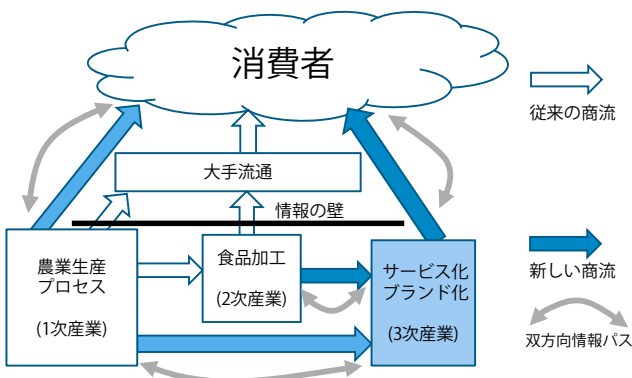 消費者
従来の商流
大手流通
情報の壁
農業生産
プロセス
(1次産業)
食品加工
(2次産業)
サービス化
ブランド化
(3次産業)
新しい商流
双方向情報パス